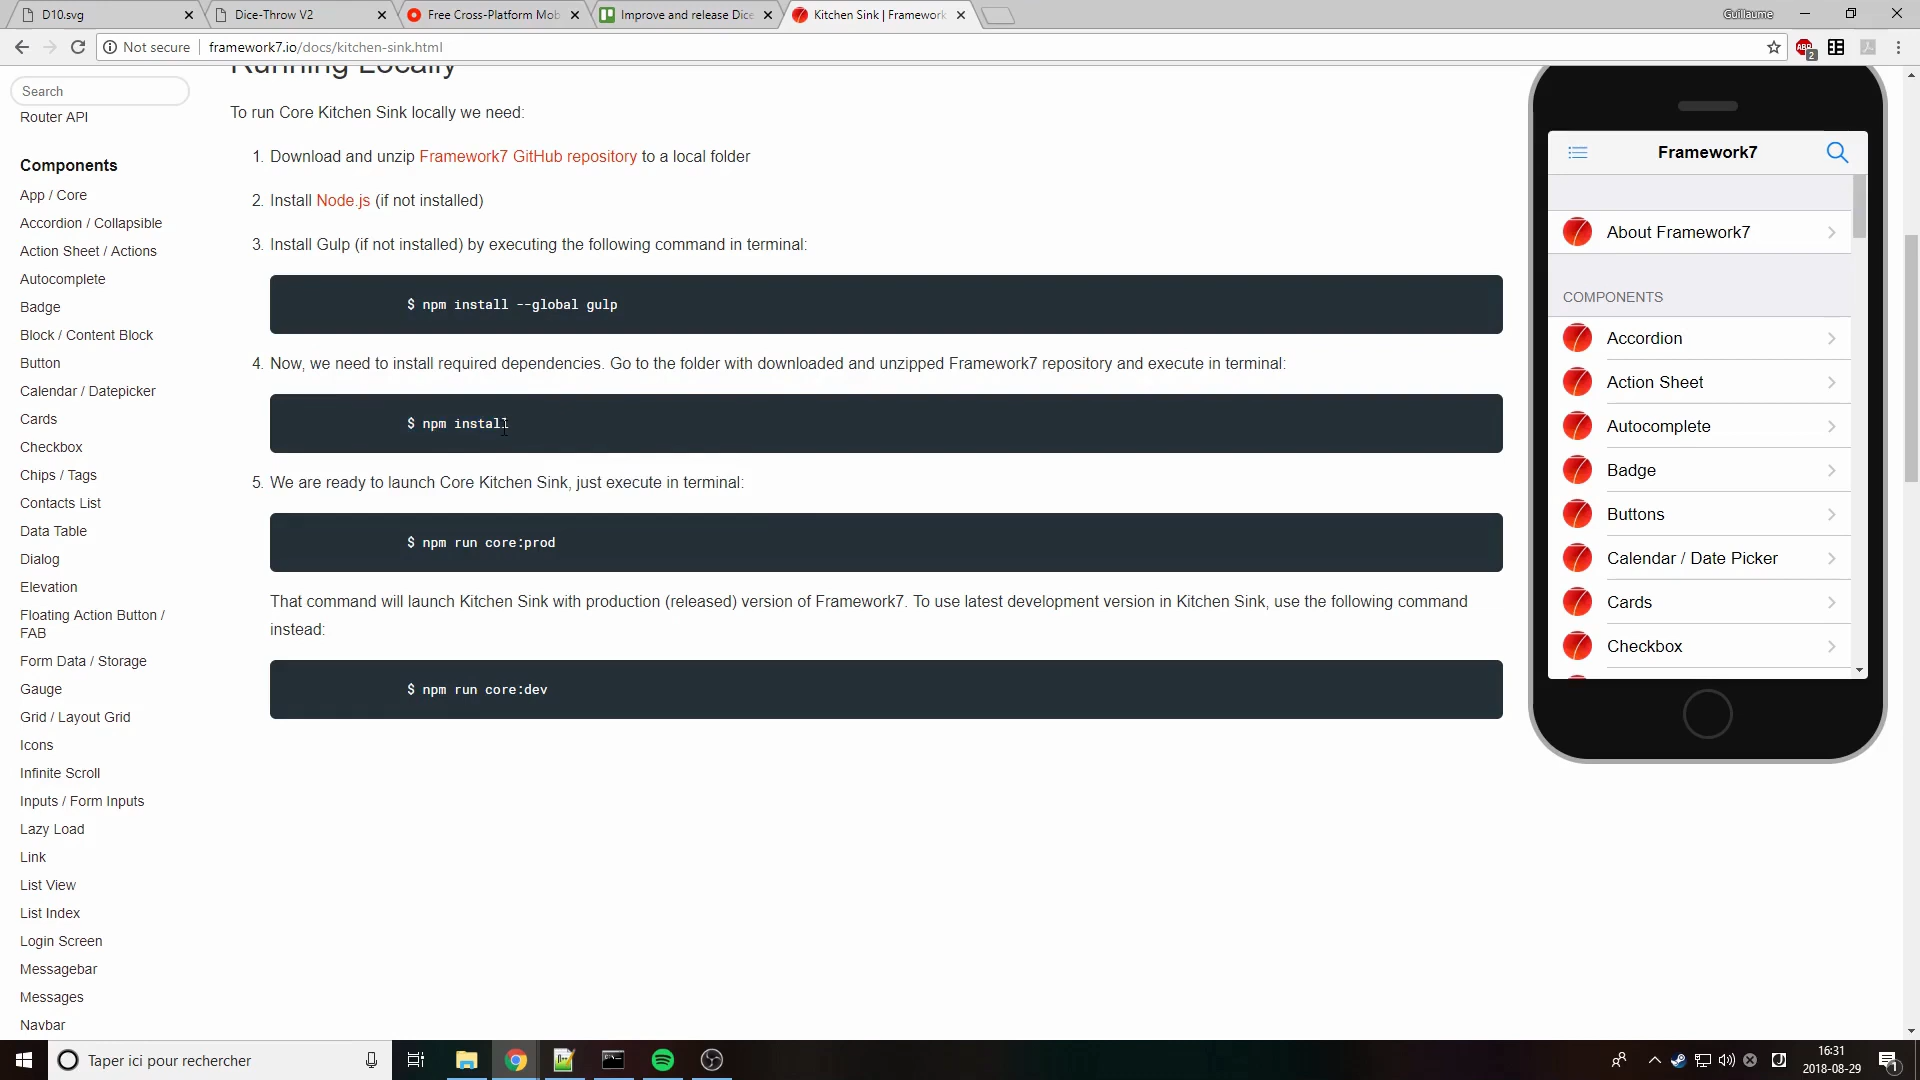 D10.svg
Dice-Throw V2
Free Cross-Platform Mob
Improve and release Dice
Kitchen Sink | Framework
Guillaume
Not secure
framework7.io/docs/kitchen-sink.html
ABP
2
Search
Router API
Components
App / Core
Accordion / Collapsible
Action Sheet / Actions
Autocomplete
Badge
Block / Content Block
Button
Calendar / Datepicker
Cards
Checkbox
Chips / Tags
Contacts List
Data Table
Dialog
Elevation
Floating Action Button /
FAB
Form Data / Storage
Gauge
Grid / Layout Grid
Icons
Infinite Scroll
Inputs / Form Inputs
Lazy Load
Link
List View
List Index
Login Screen
Messagebar
Messages
Navbar
Running Locally
To run Core Kitchen Sink locally we need:
1. Download and unzip Framework7 GitHub repository to a local folder
2. Install Node.js (if not installed)
3. Install Gulp (if not installed) by executing the following command in terminal:
$ npm install --global gulp
4. Now, we need to install required dependencies. Go to the folder with downloaded and unzipped Framework7 repository and execute in terminal:
$ npm install
5. We are ready to launch Core Kitchen Sink, just execute in terminal:
$ npm run core:prod
That command will launch Kitchen Sink with production (released) version of Framework7. To use latest development version in Kitchen Sink, use the following command
instead:
$ npm run core:dev
Framework7
About Framework7
COMPONENTS
Accordion
Action Sheet
Autocomplete
Badge
Buttons
Calendar / Date Picker
Cards
Checkbox
Taper ici pour rechercher
16:31
2018-08-29
1